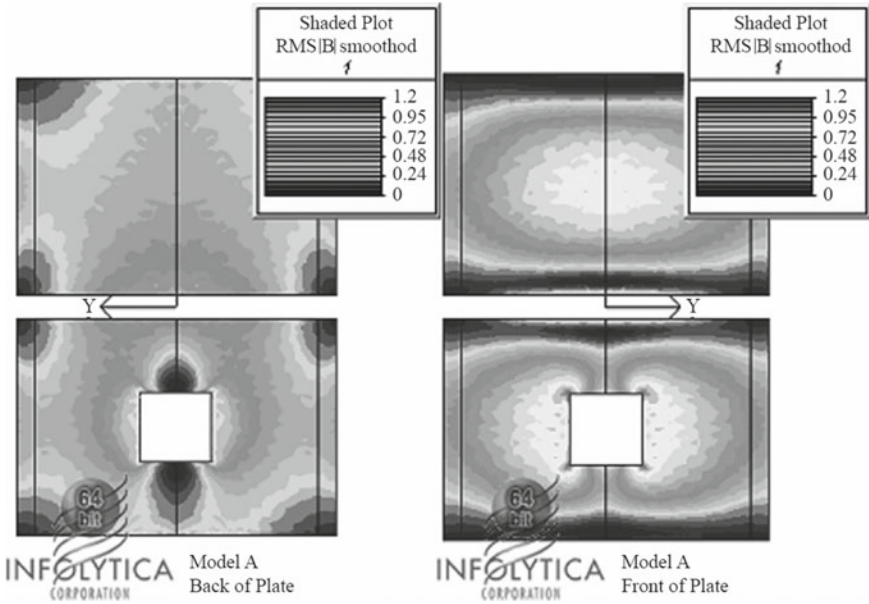 Shaded Plot
RMS |B| smoothod
1.2
0.95
0.72
0.48
0.24
0
Shaded Plot
RMS |B| smoothod
1.2
0.95
0.72
0.48
0.24
0
Y
Y
64
bit
INFOLYTICA
CORPORATION
Model A
Back of Plate
64
bit
INFOLYTICA
CORPORATION
Model A
Front of Plate